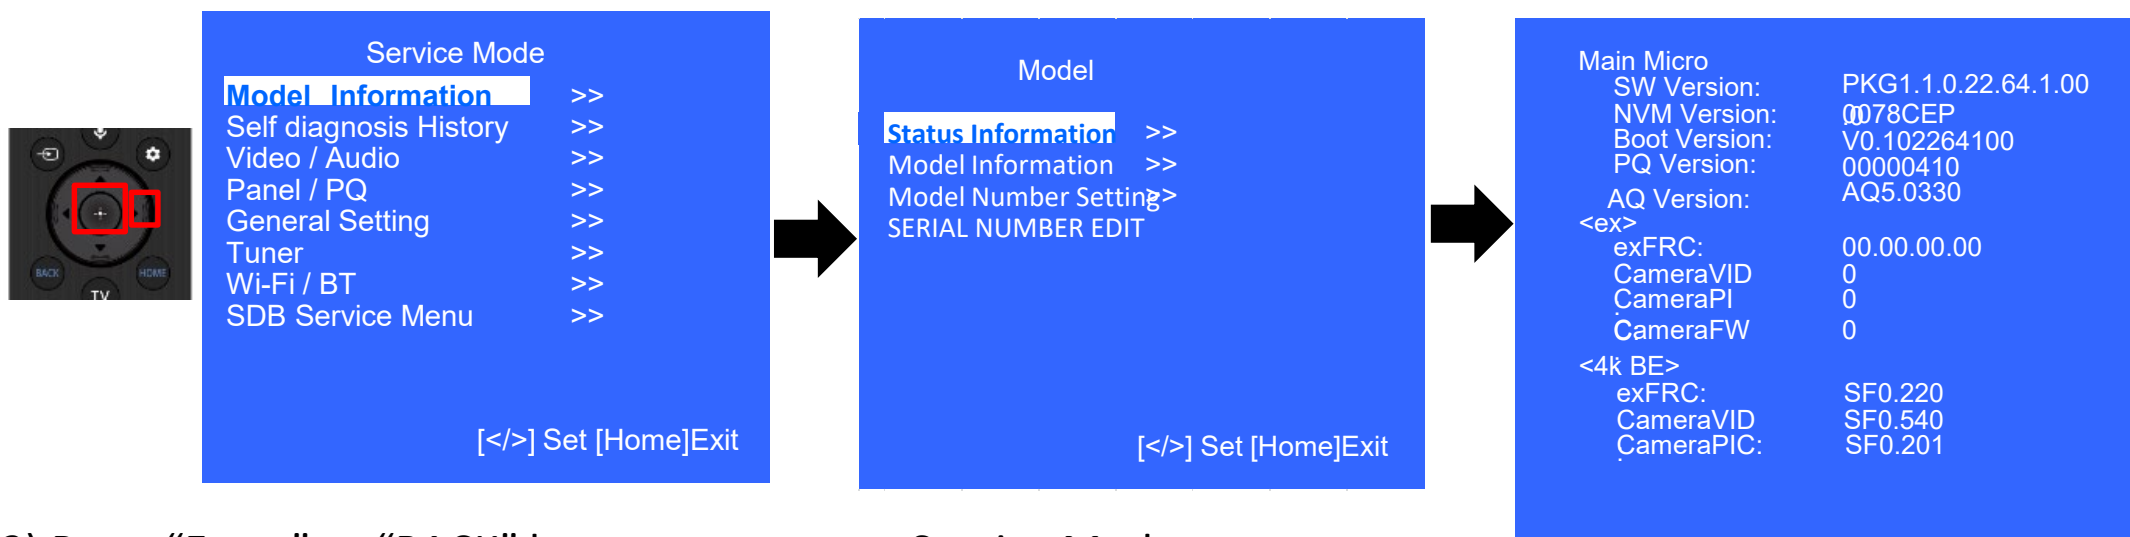 BACK
HOME
TV
Service Mode
Model Information >>
Self diagnosis History >>
Video / Audio >>
Panel / PQ >>
General Setting >>
Tuner >>
Wi-Fi / BT >>
SDB Service Menu >>
[</>] Set [Home]Exit
Model
Status Information >>
Model Information >>
Model Number Setting >>
SERIAL NUMBER EDIT
[</>] Set [Home]Exit
Main Micro
SW Version: PKG1.1.0.22.64.1.00
NVM Version: 0078CEP
Boot Version: V0.102264100
PQ Version: 00000410
AQ Version: AQ5.0330
<ex>
exFRC: 00.00.00.00
CameraVID 0
CameraPI 0
CameraFW 0
<4k BE>
exFRC: SF0.220
CameraVID SF0.540
CameraPIC: SF0.201